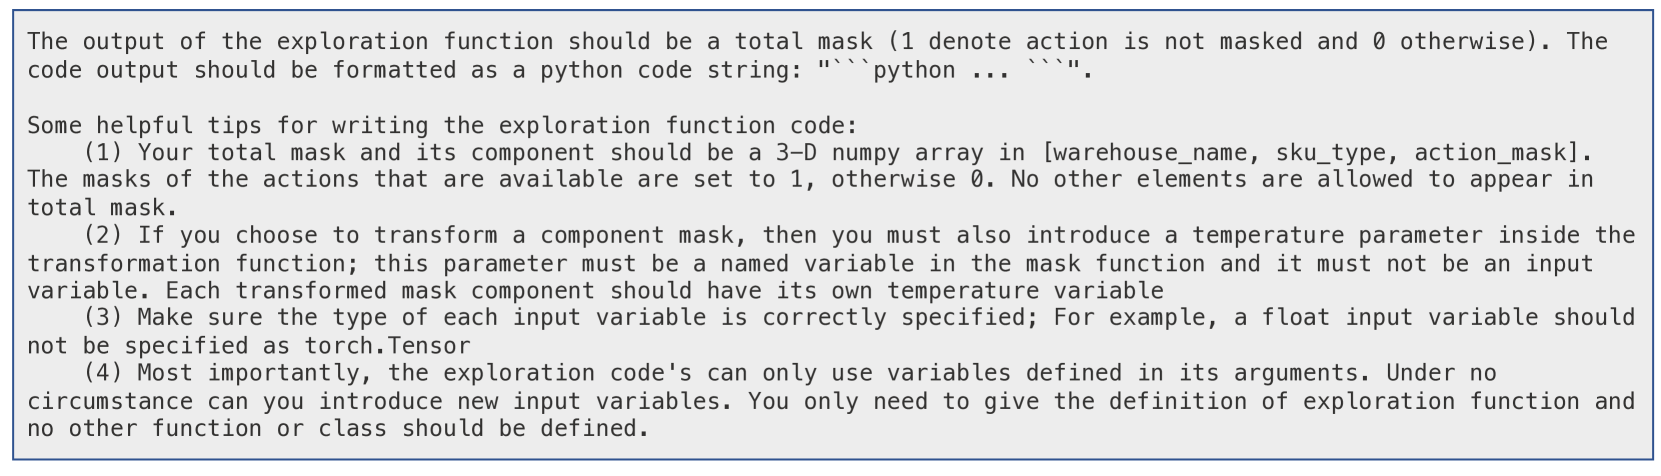 The output of the exploration function should be a total mask (1 denote action is not masked and 0 otherwise). The
code output should be formatted as a python code string: "```python ... ```".
Some helpful tips for writing the exploration function code:
(1) Your total mask and its component should be a 3-D numpy array in [warehouse_name, sku_type, action_mask].
The masks of the actions that are available are set to 1, otherwise 0. No other elements are allowed to appear in
total mask.
(2) If you choose to transform a component mask, then you must also introduce a temperature parameter inside the
transformation function; this parameter must be a named variable in the mask function and it must not be an input
variable. Each transformed mask component should have its own temperature variable
(3) Make sure the type of each input variable is correctly specified; For example, a float input variable should
not be specified as torch.Tensor
(4) Most importantly, the exploration code's can only use variables defined in its arguments. Under no
circumstance can you introduce new input variables. You only need to give the definition of exploration function and
no other function or class should be defined.